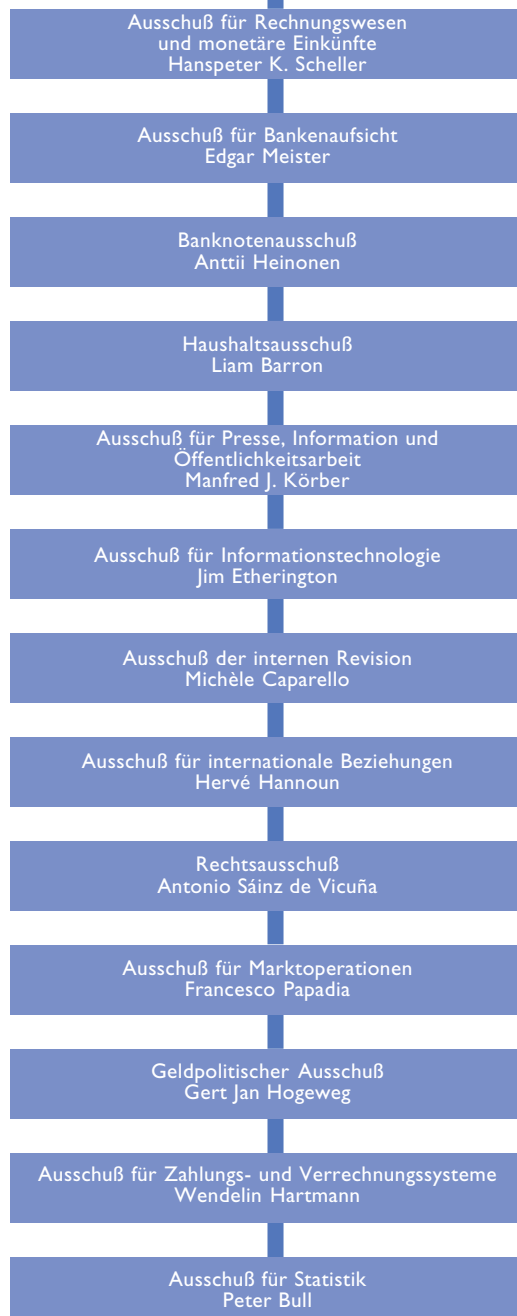 Ausschuß für Rechnungswesen
und monetäre Einkünfte
Hanspeter K. Scheller
Ausschuß für Bankenaufsicht
Edgar Meister
Banknotenausschuß
Anttii Heinonen
Haushaltsausschuß
Liam Barron
Ausschuß für Presse, Information und
Öffentlichkeitsarbeit
Manfred J. Körber
Ausschuß für Informationstechnologie
Jim Etherington
Ausschuß der internen Revision
Michèle Caparello
Ausschuß für internationale Beziehungen
Hervé Hannoun
Rechtsausschuß
Antonio Sáinz de Vicuña
Ausschuß für Marktoperationen
Francesco Papadia
Geldpolitischer Ausschuß
Gert Jan Hogeweg
Ausschuß für Zahlungs- und Verrechnungssysteme
Wendelin Hartmann
Ausschuß für Statistik
Peter Bull